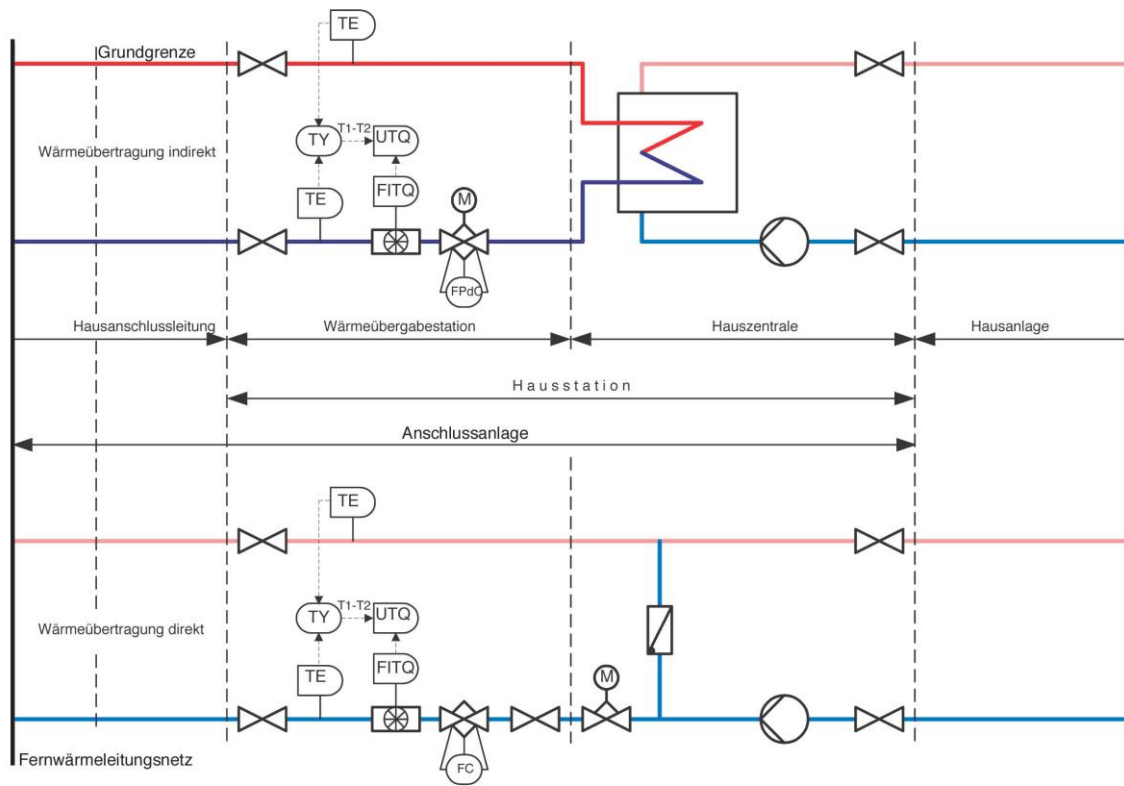 TE
Grundgrenze
TY
T1-T2
UTQ
Wärmeübertragung indirekt
TE
FITQ
M
FPdC
Hausanschlussleitung
Wärmeübergabestation
Hauszentrale
Hausanlage
Hausstation
Anschlussanlage
TE
TY
T1-T2
UTQ
Wärmeübertragung direkt
TE
FITQ
M
FC
Fernwärmeleitungsnetz